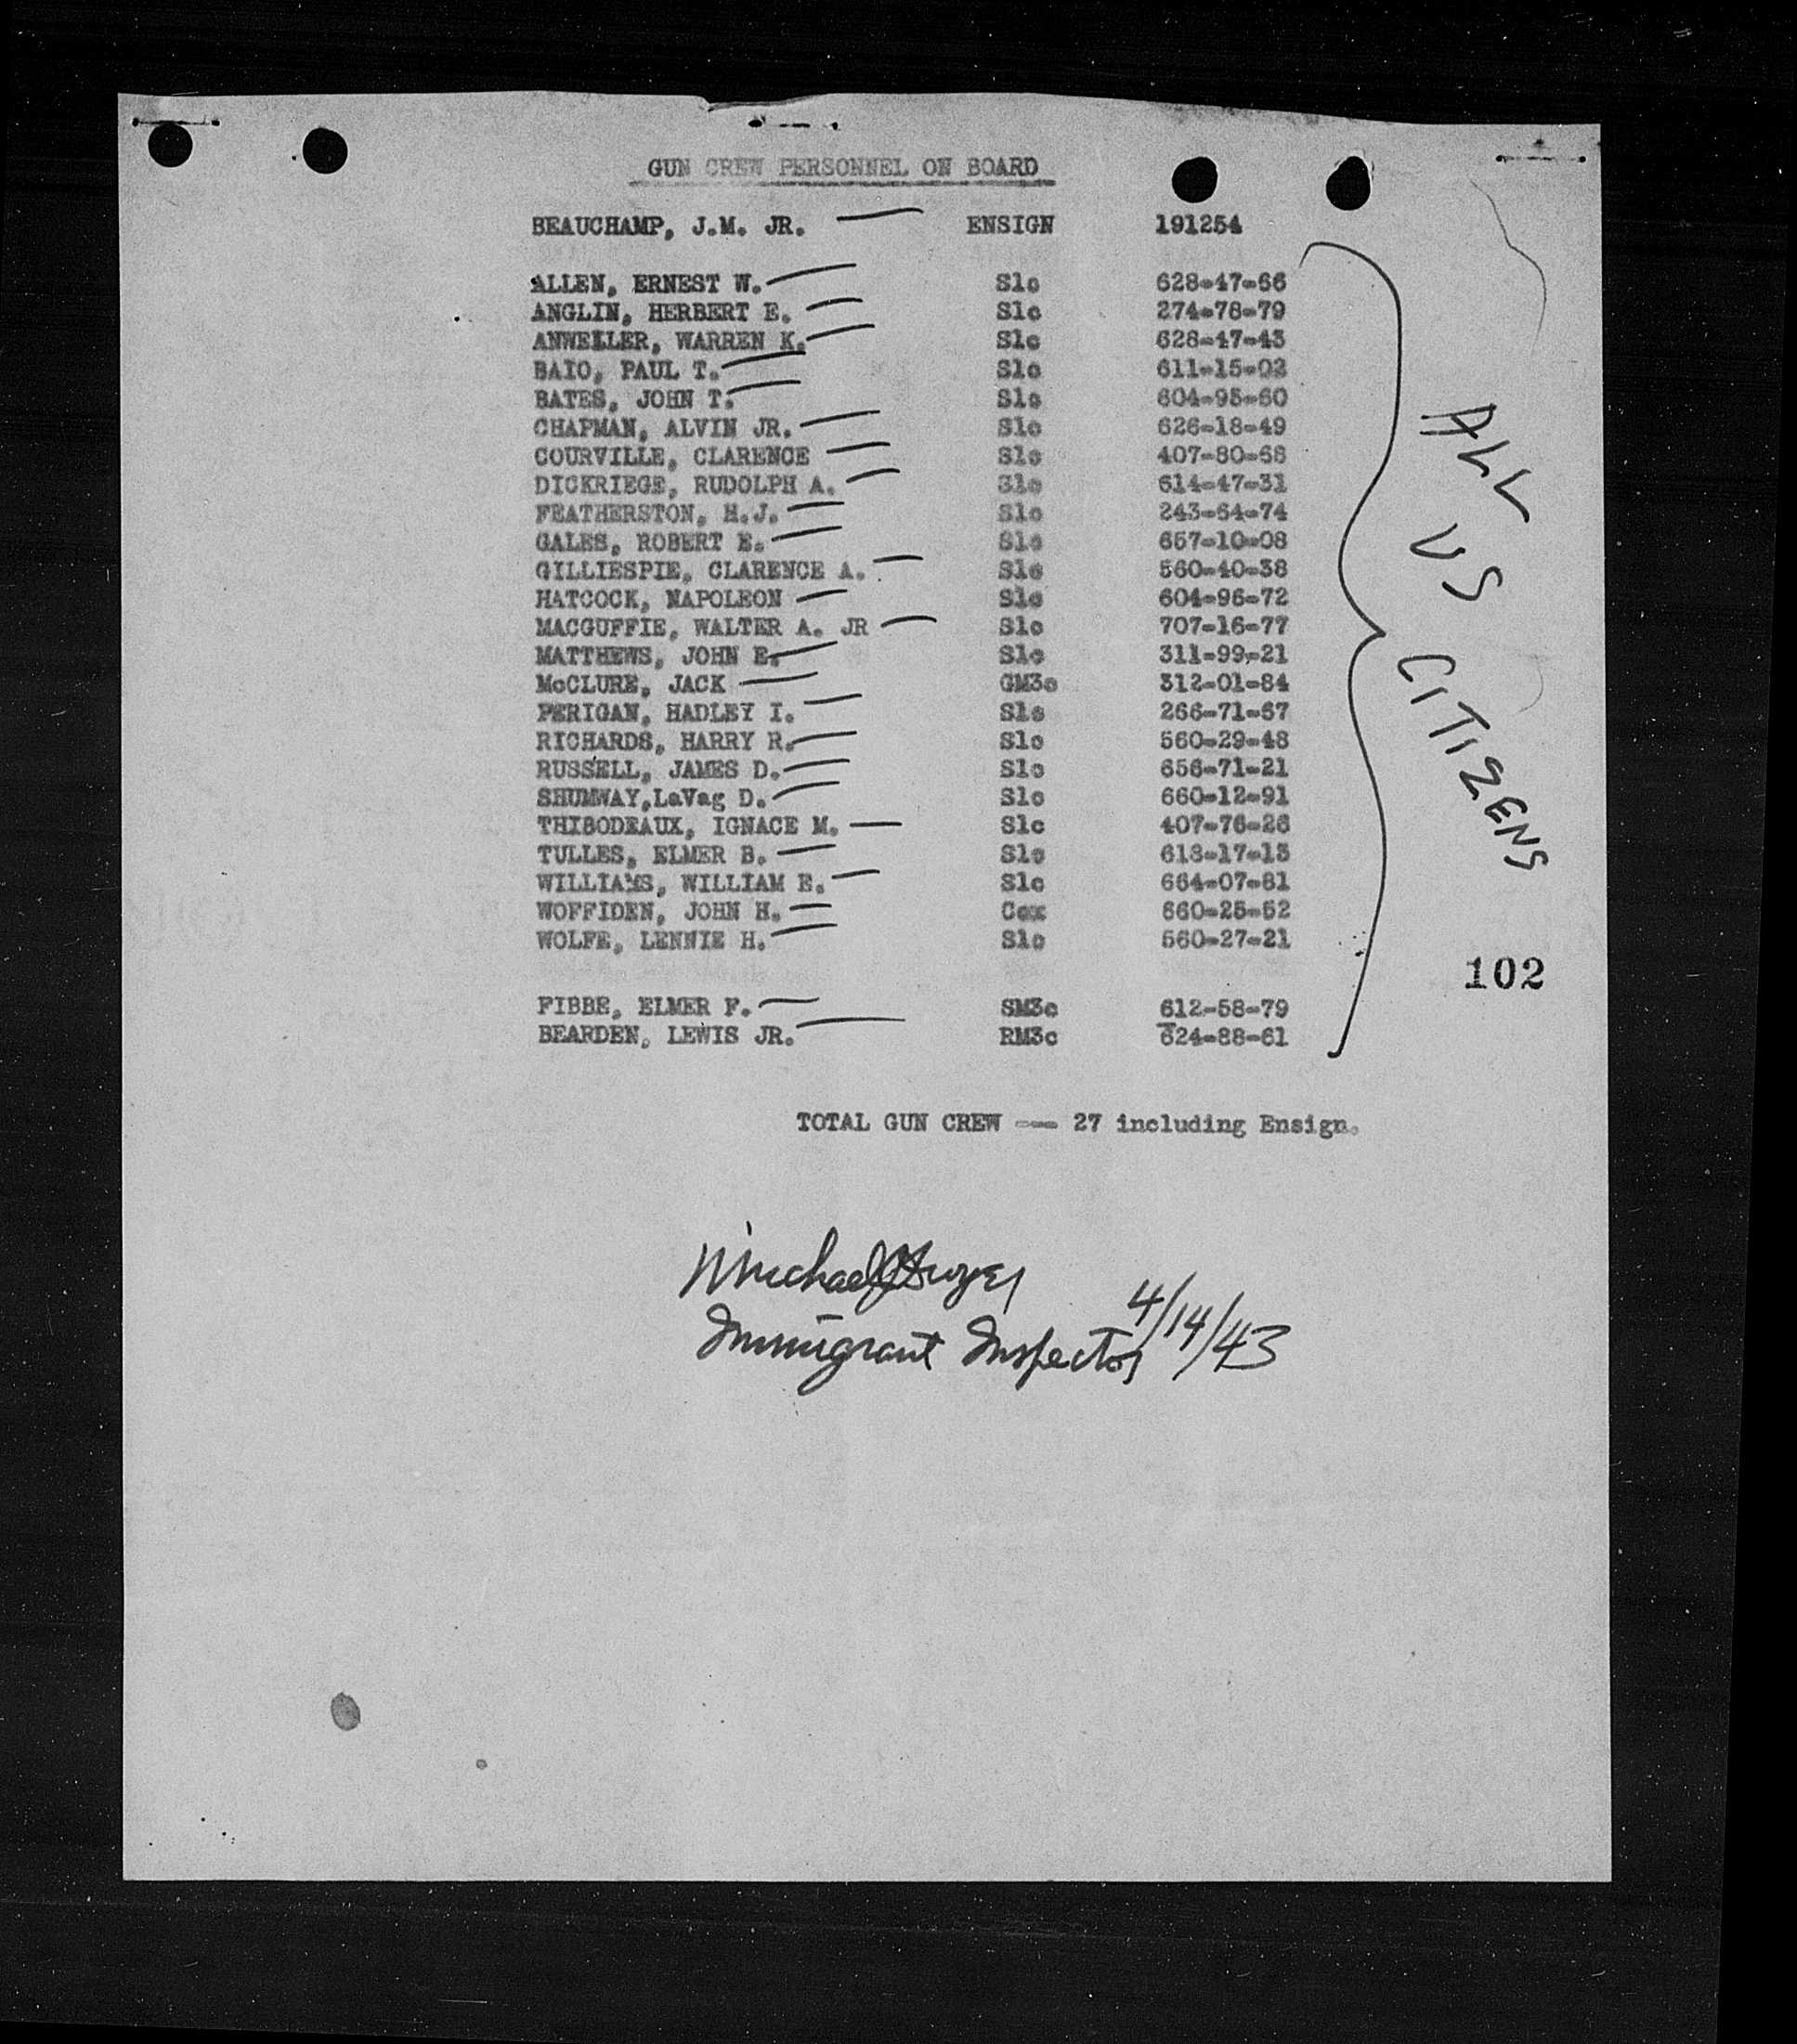 GUN CREW PERSONNEL ON BOARD
BEAUCHAMP, J.M. JR. ENSIGN 191254
ALLEN, ERNEST W. S1c 628-47-66
ANGLIN, HERBERT E. S1c 274-78-79
ANWELLER, WARREN K. S1c 628-47-43
BAIO, PAUL T. S1c 611-15-02
BATES, JOHN T. S1c 604-95-60
CHAPMAN, ALVIN JR. S1c 626-18-49
COURVILLE, CLARENCE S1c 407-80-68
DICKRIEGE, RUDOLPH A. S1c 614-47-31
FEATHERSTON, H.J. S1c 243-64-74
GALES, ROBERT E. S1c 657-10-08
GILLIESPIE, CLARENCE A. S1c 560-40-38
HATCOCK, NAPOLEON S1c 604-96-72
MACGUFFIE, WALTER A. JR S1c 707-16-77
MATTHEWS, JOHN E. S1c 311-99-21
McCLURE, JACK GM3c 312-01-84
PERIGAN, HADLEY I. S1c 266-71-67
RICHARDS, HARRY R. S1c 560-29-48
RUSSELL, JAMES D. S1c 656-71-21
SHUMWAY,LaVag D. S1c 660-12-91
THIBODEAUX, IGNACE M. S1c 407-76-26
TULLES, ELMER B. S1c 618-17-15
WILLIAMS, WILLIAM E. S1c 664-07-81
WOFFIDEN, JOHN H. Cox 660-25-52
WOLFE, LENNIE H. S1c 560-27-21
FIBBE, ELMER F. SM3c 612-58-79
BEARDEN, LEWIS JR. RM3c 624-88-61
ALL US CITIZENS
102
TOTAL GUN CREW -- 27 including Ensign.
Michael
Immigrant Inspector 4/14/43